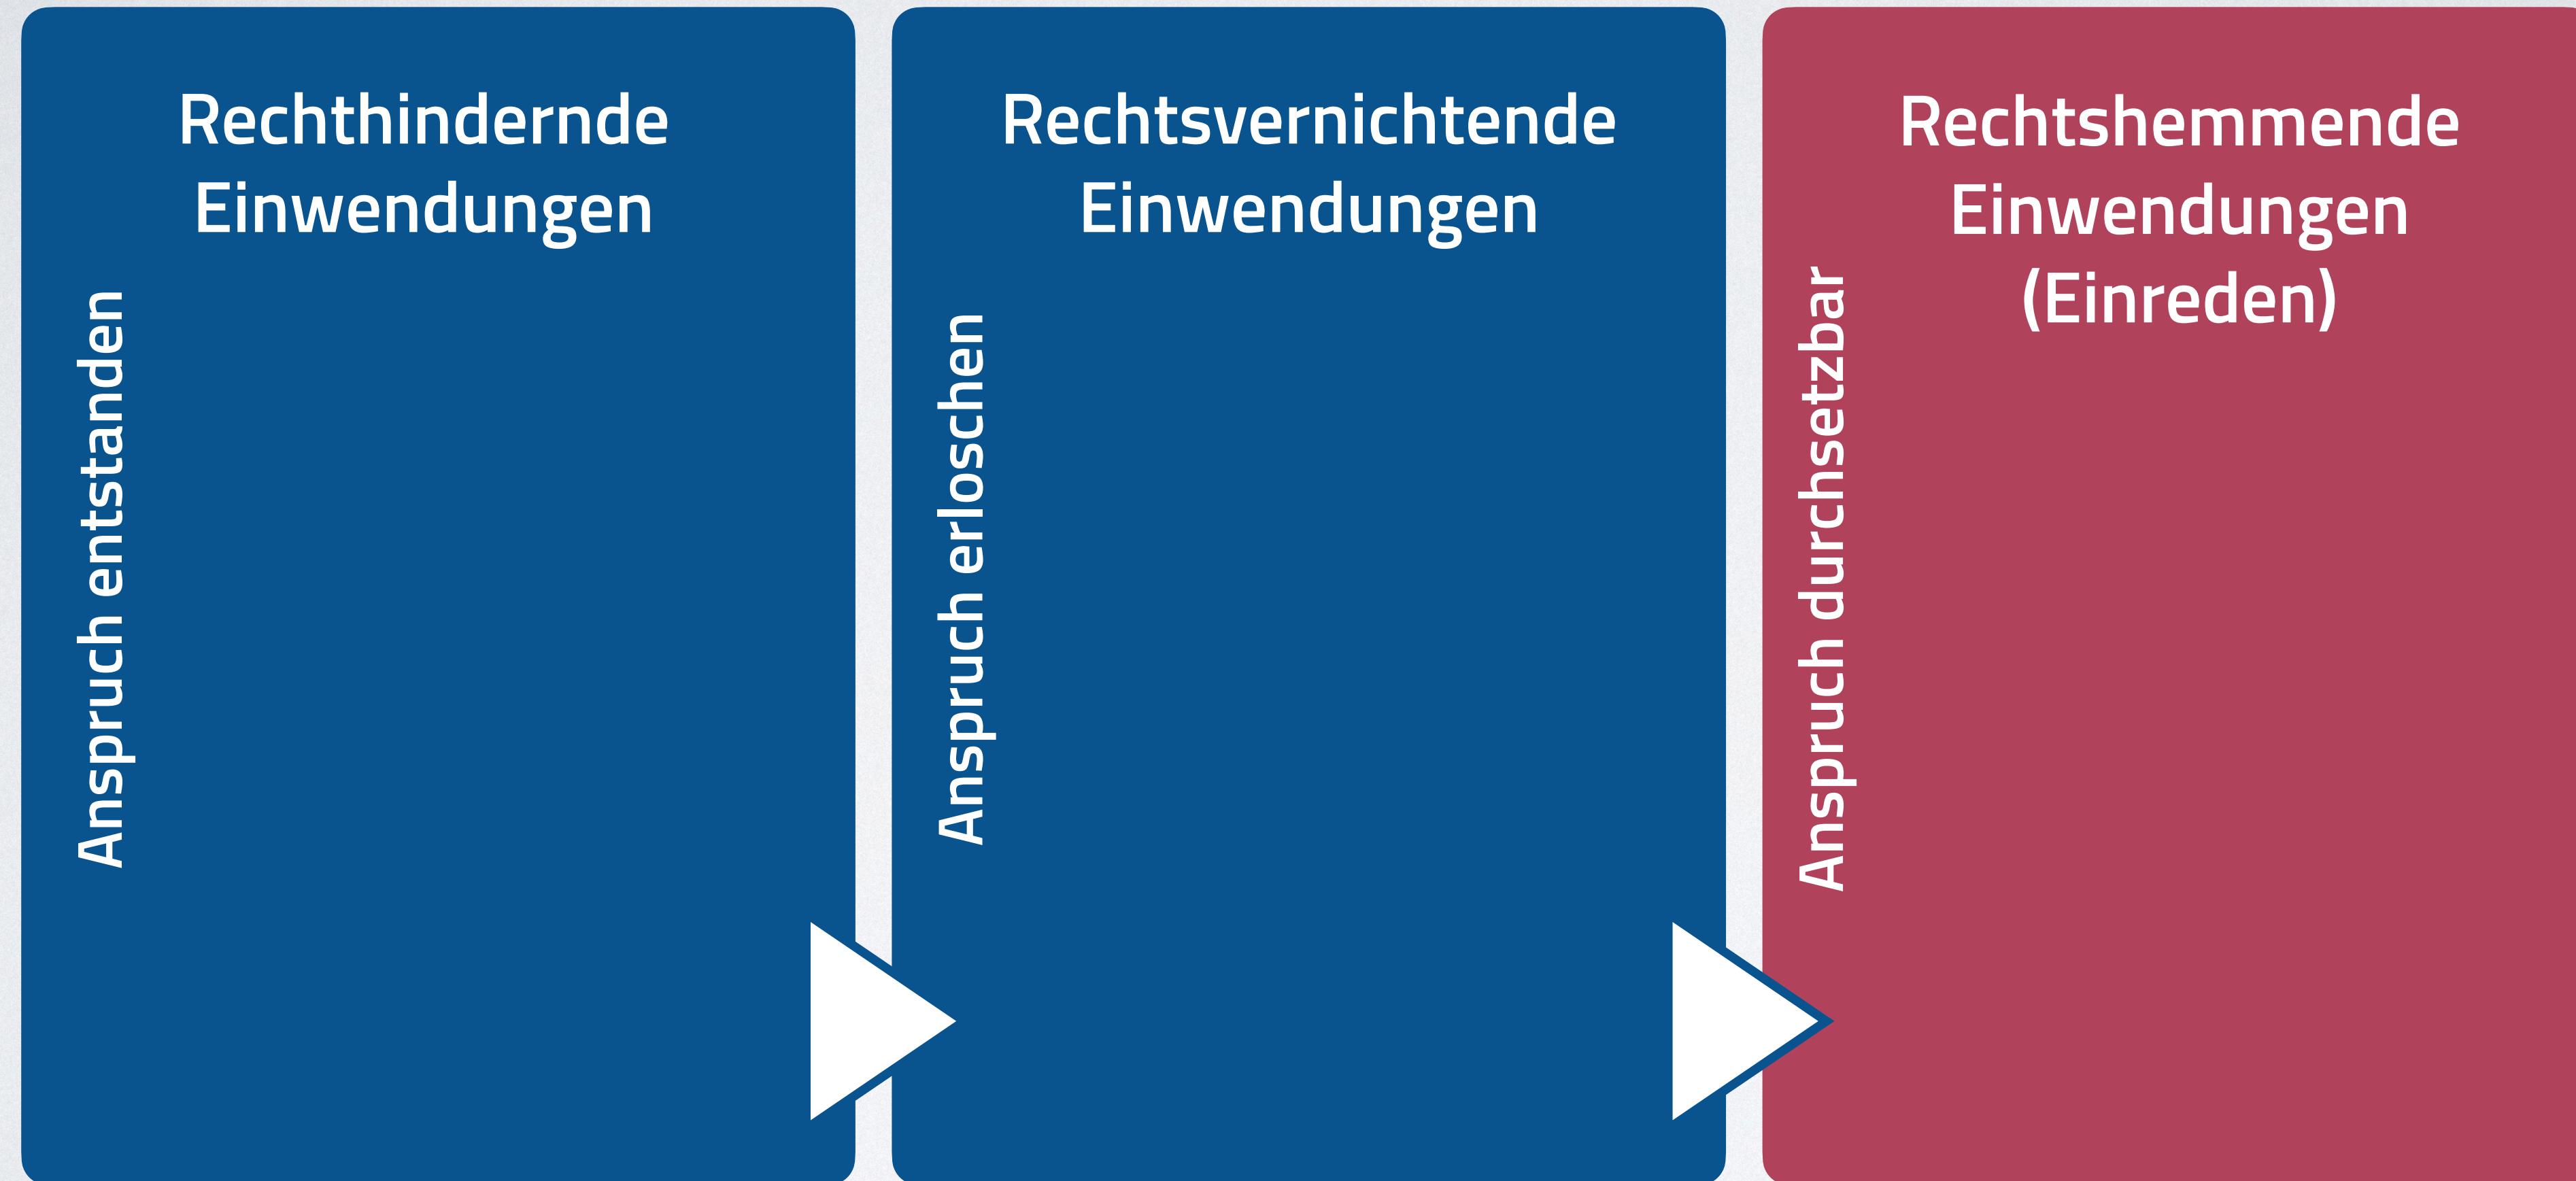 Rechthindernde
Einwendungen
Anspruch entstanden
Rechtsvernichtende
Einwendungen
Anspruch erloschen
Rechtshemmende
Einwendungen
(Einreden)
Anspruch durchsetzbar